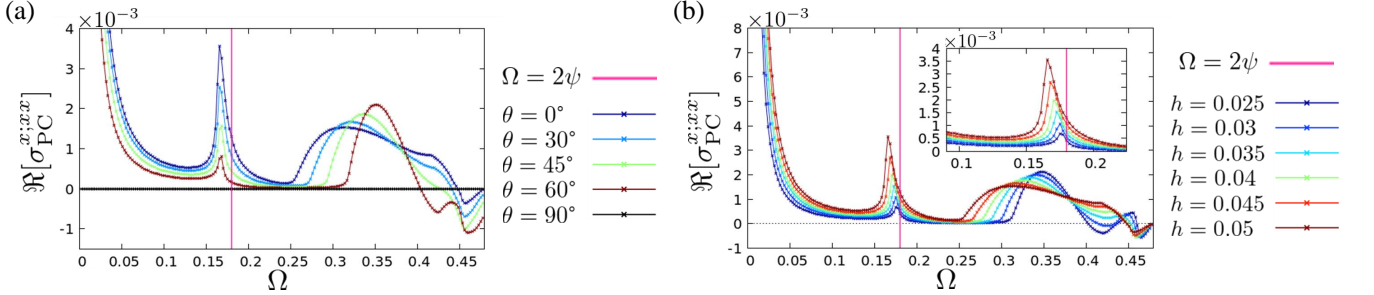 (a)
×10⁻³
4
3
2
1
0
-1
ℜ[σ_PC^{x;xx}]
0 0.05 0.1 0.15 0.2 0.25 0.3 0.35 0.4 0.45
Ω
Ω = 2ψ
θ = 0°
θ = 30°
θ = 45°
θ = 60°
θ = 90°
(b)
×10⁻³
8
7
6
5
4
3
2
1
0
-1
ℜ[σ_PC^{x;xx}]
0 0.05 0.1 0.15 0.2 0.25 0.3 0.35 0.4 0.45
Ω
×10⁻³
4
3.5
3
2.5
2
1.5
1
0.5
0
0.1 0.15 0.2
Ω = 2ψ
h = 0.025
h = 0.03
h = 0.035
h = 0.04
h = 0.045
h = 0.05